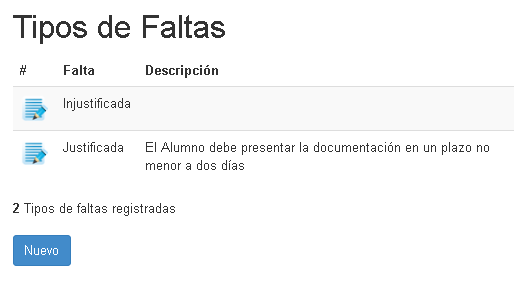 Tipos de Faltas
# Falta Descripción
Injustificada
Justificada El Alumno debe presentar la documentación en un plazo no
menor a dos días
2 Tipos de faltas registradas
Nuevo